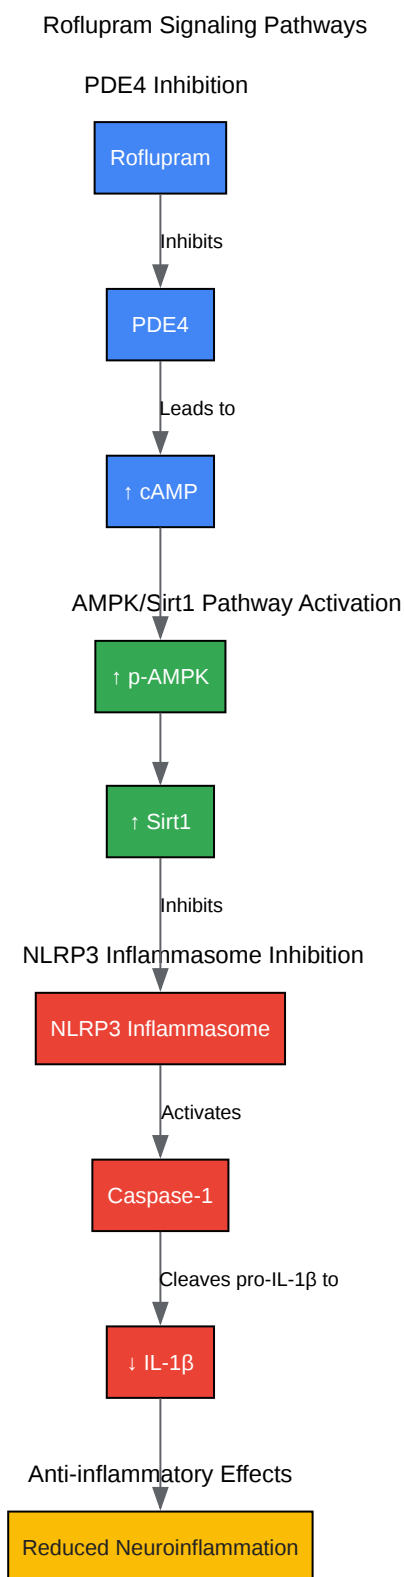 Roflupram Signaling Pathways
PDE4 Inhibition
Roflupram
Inhibits
PDE4
Leads to
↑ cAMP
AMPK/Sirt1 Pathway Activation
↑ p-AMPK
↑ Sirt1
Inhibits
NLRP3 Inflammasome Inhibition
NLRP3 Inflammasome
Activates
Caspase-1
Cleaves pro-IL-1β to
↓ IL-1β
Anti-inflammatory Effects
Reduced Neuroinflammation